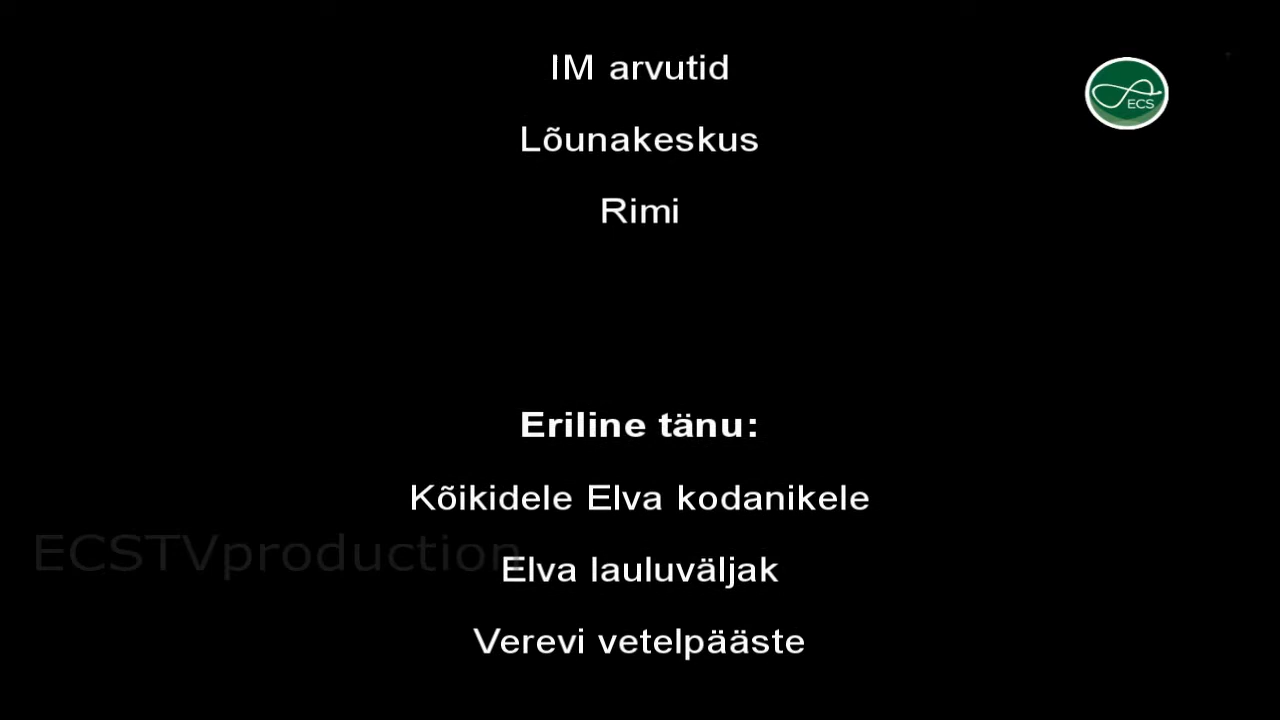 IM arvutid
ECS
Lõunakeskus
Rimi
Eriline tänu:
Kõikidele Elva kodanikele
ECSTVproduction
Elva lauluväljak
Verevi vetelpääste